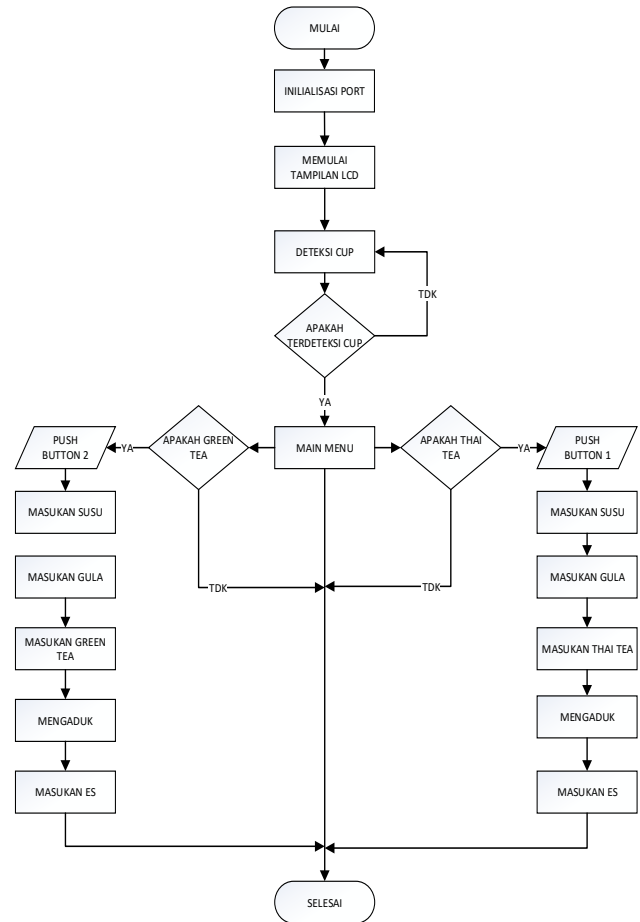 MULAI
INILIALISASI PORT
MEMULAI
TAMPILAN LCD
DETEKSI CUP
TDK
APAKAH
TERDETEKSI CUP
YA
PUSH
BUTTON 2
YA
APAKAH GREEN
TEA
MAIN MENU
APAKAH THAI
TEA
YA
PUSH
BUTTON 1
MASUKAN SUSU
MASUKAN SUSU
MASUKAN GULA
TDK
TDK
MASUKAN GULA
MASUKAN GREEN
TEA
MASUKAN THAI TEA
MENGADUK
MENGADUK
MASUKAN ES
MASUKAN ES
SELESAI